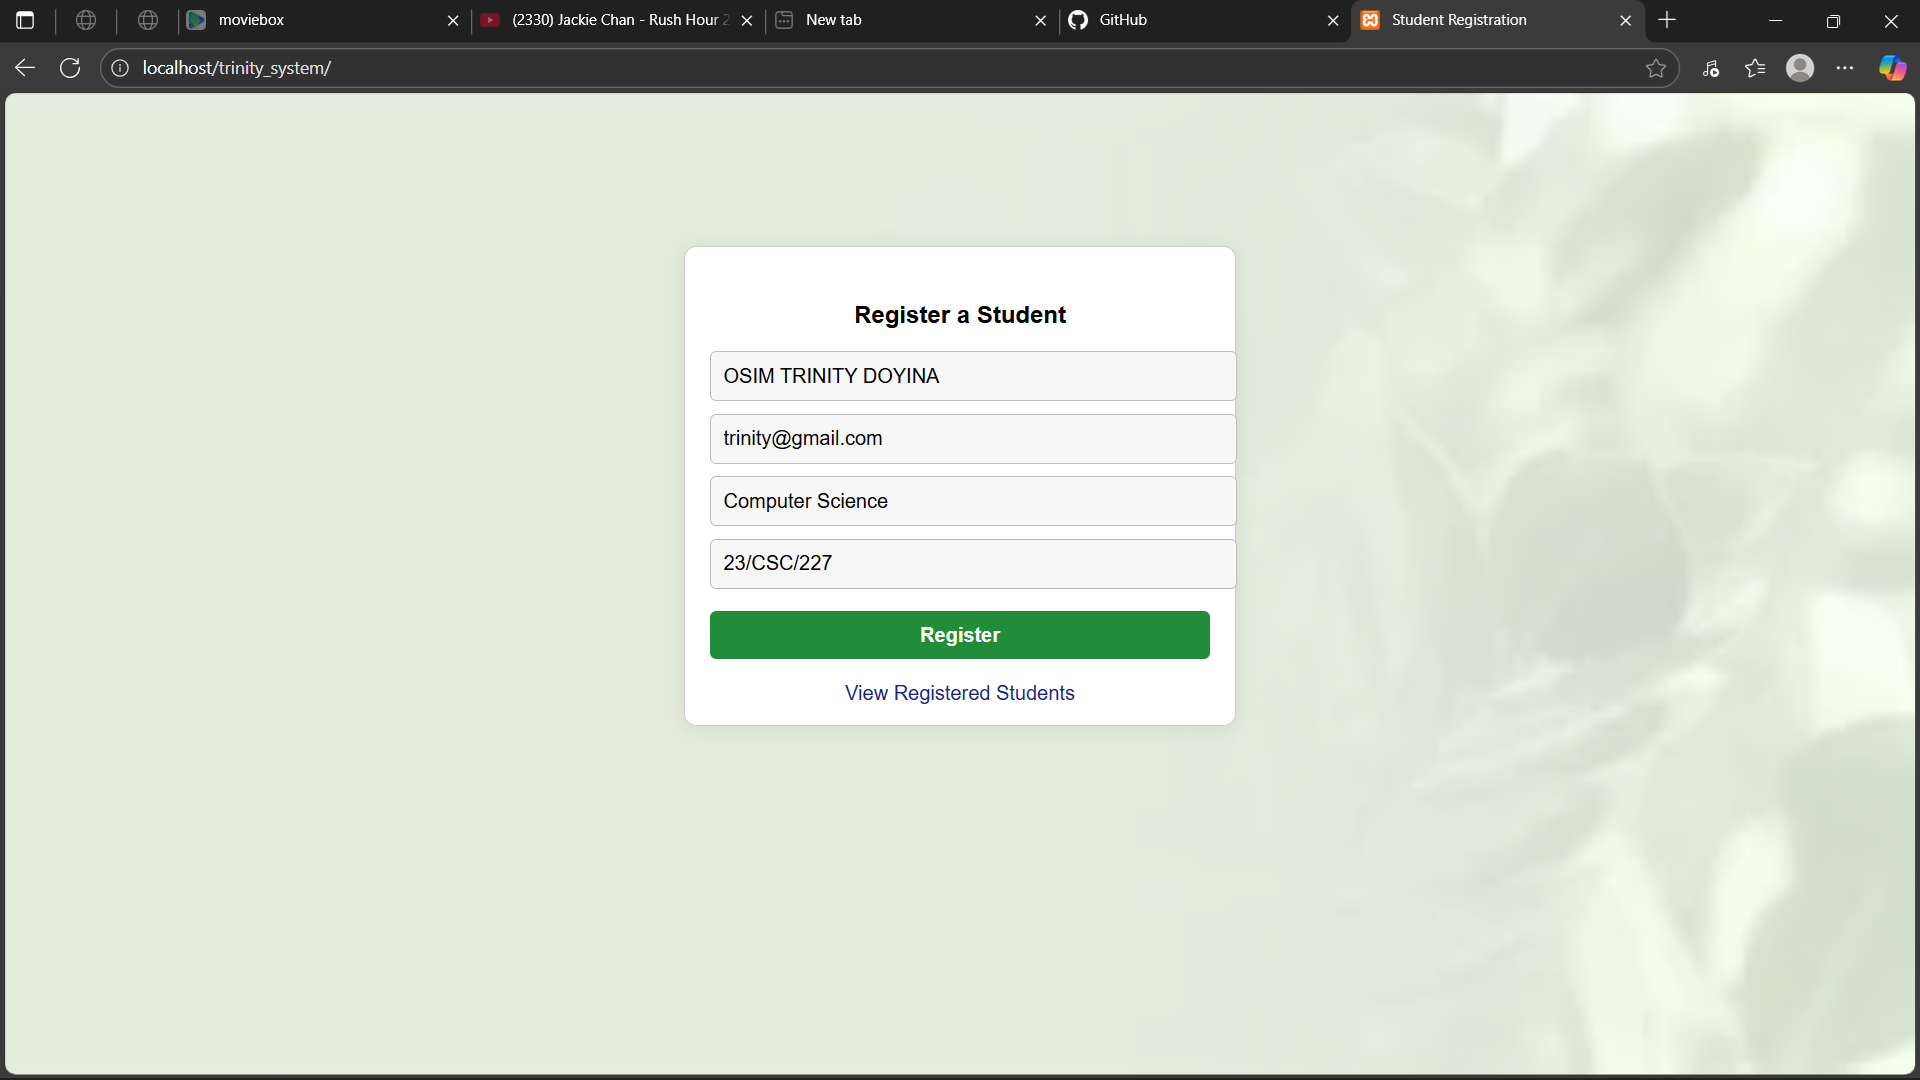 moviebox
(2330) Jackie Chan - Rush Hour 2
New tab
GitHub
Student Registration
localhost/trinity_system/
Register a Student
OSIM TRINITY DOYINA
trinity@gmail.com
Computer Science
23/CSC/227
Register
View Registered Students